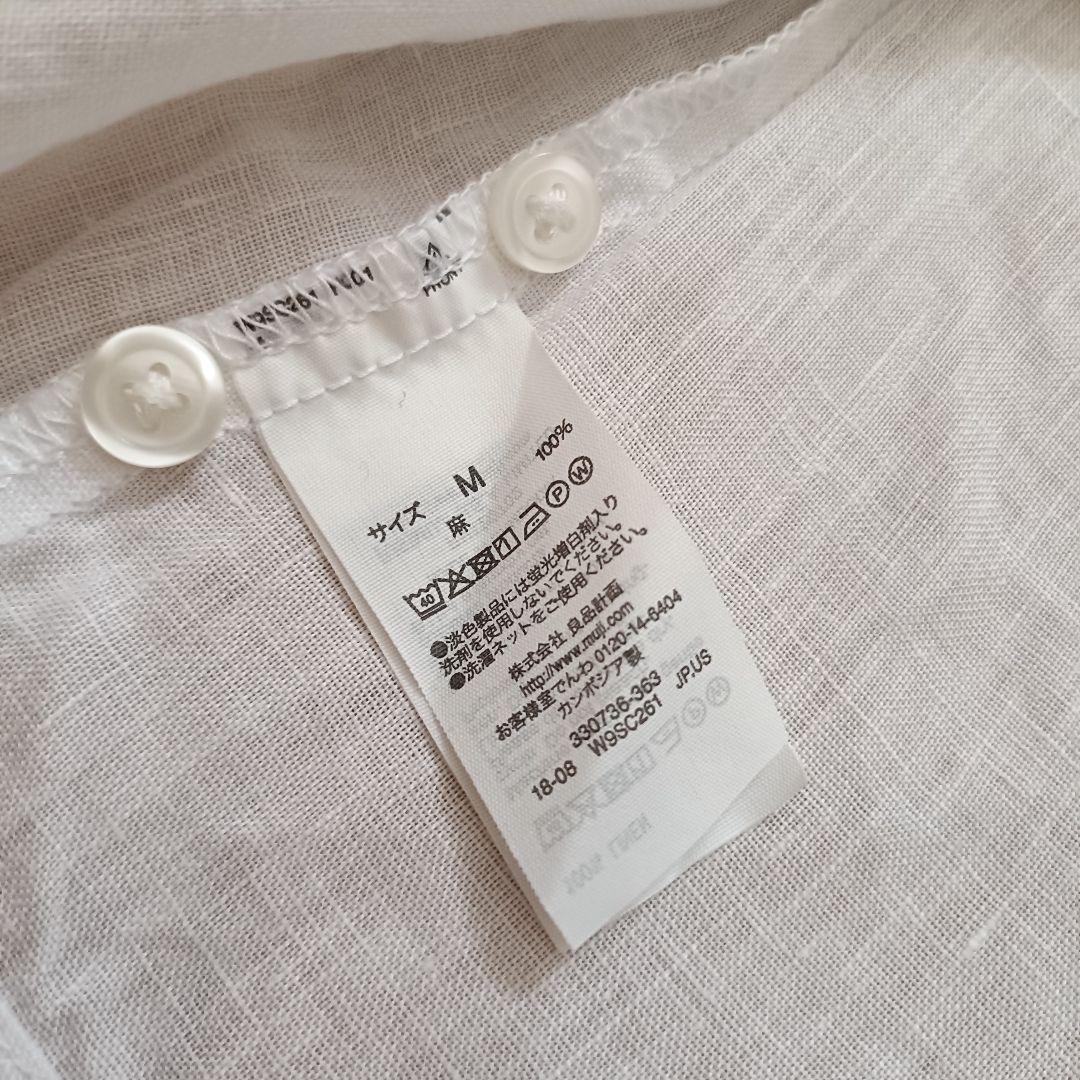 サイズ M
麻 100%
40 P W
●淡色製品には蛍光増白剤入り
洗剤を使用しないでください。
●洗濯ネットをご使用ください。
株式会社 良品計画
http://www.muji.com
お客様室でんわ 0120-14-6404
カンボジア製
330736-363 JP.US
18-08 W9SC261